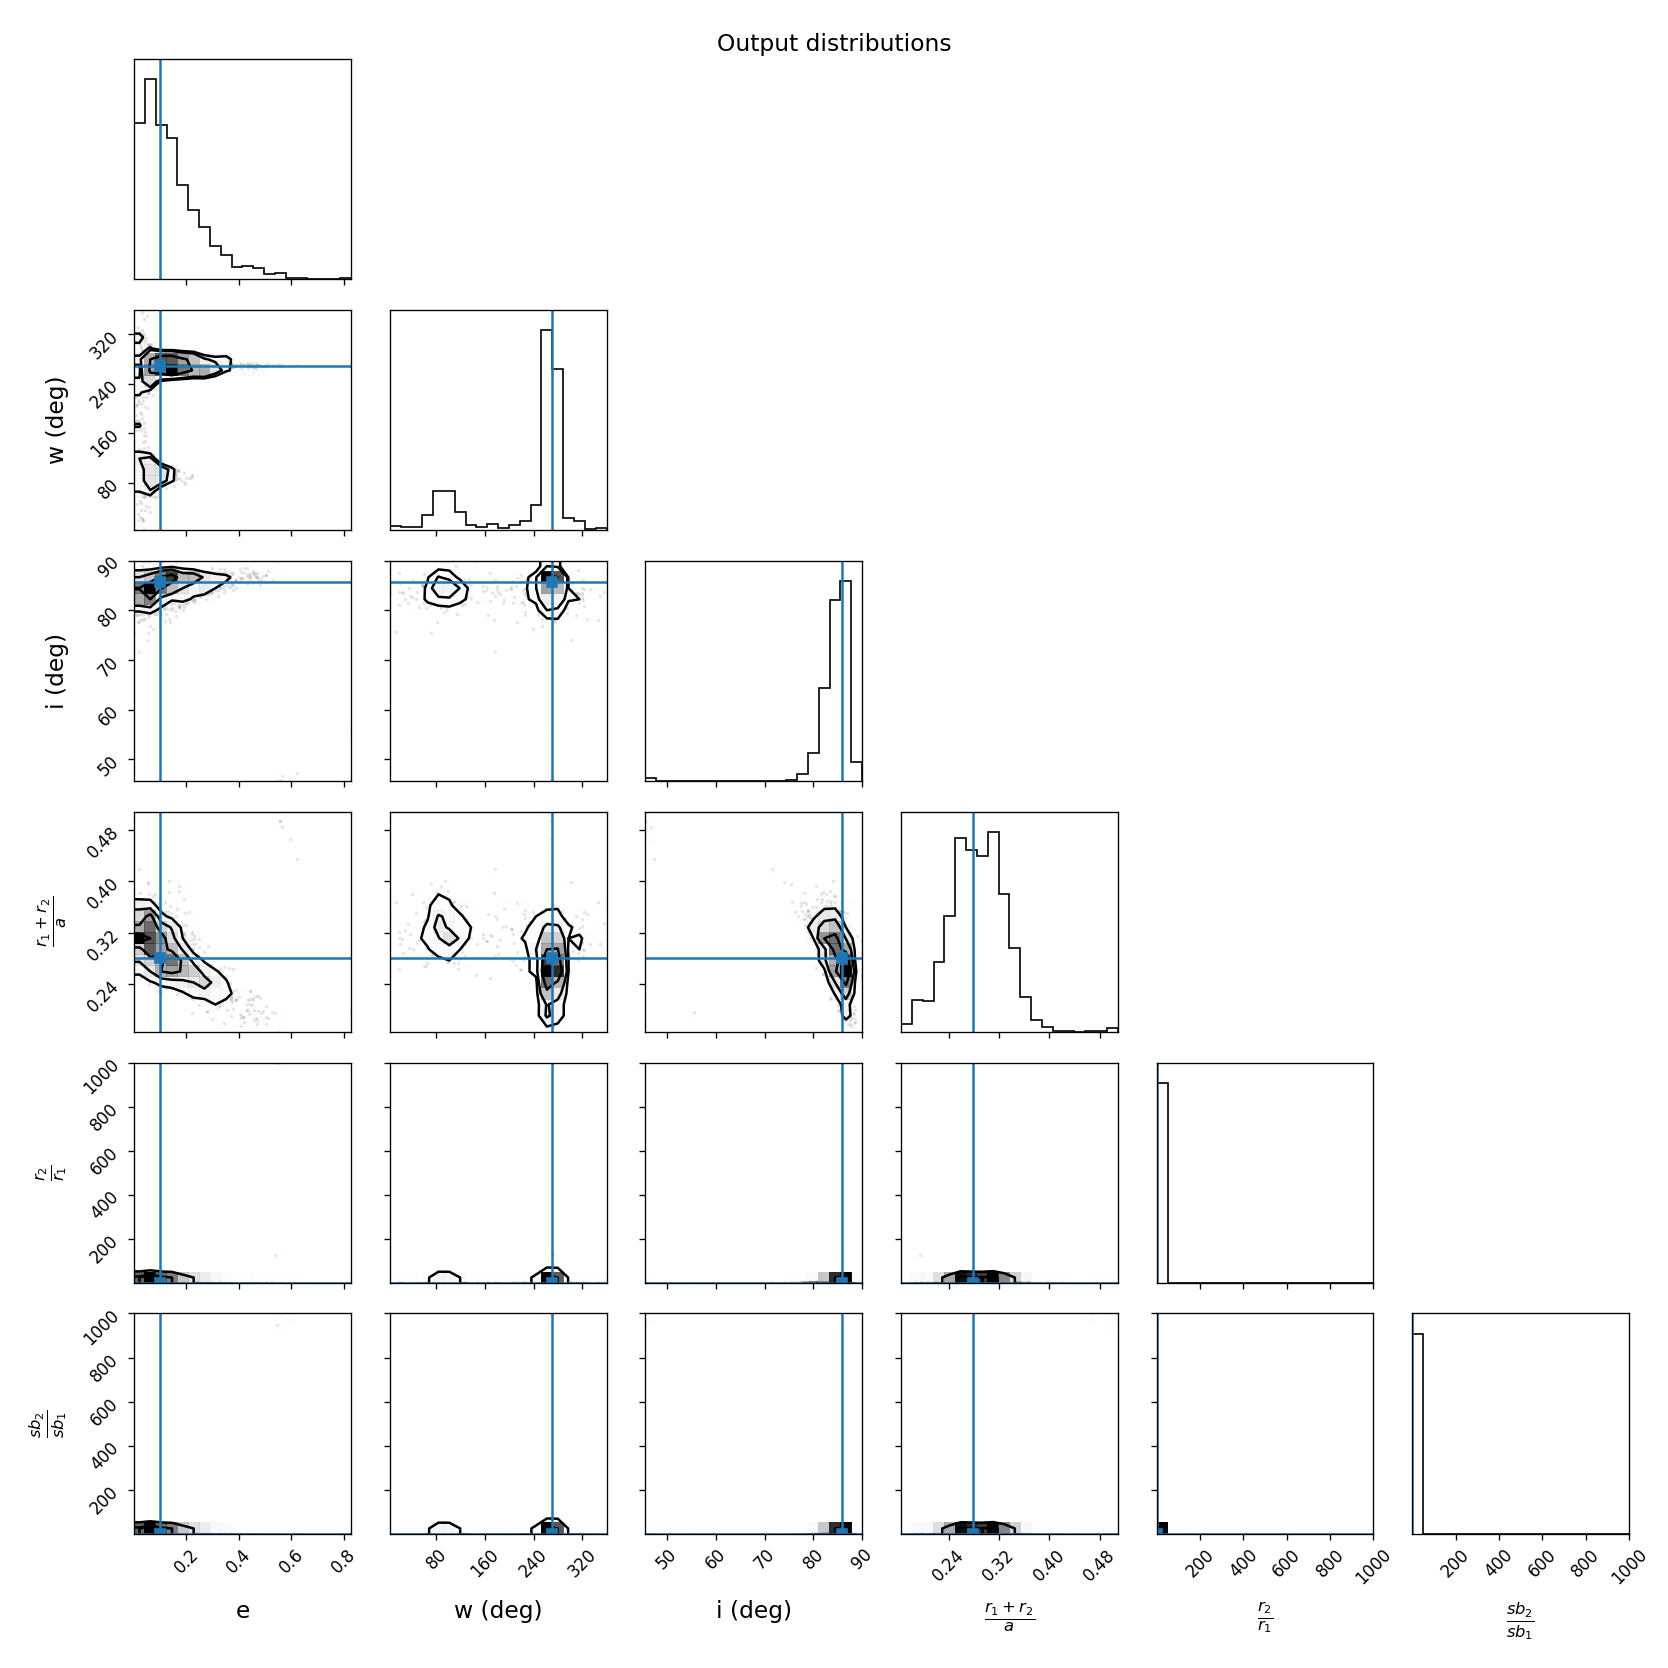 Output distributions
w (deg)
320
240
160
80
i (deg)
90
80
70
60
50
r₁ + r₂
a
0.48
0.40
0.32
0.24
r₂
r₁
1000
800
600
400
200
sb₂
sb₁
1000
800
600
400
200
0.2 0.4 0.6 0.8
80 160 240 320
50 60 70 80 90
0.24 0.32 0.40 0.48
200 400 600 800 1000
200 400 600 800 1000
e
w (deg)
i (deg)
r₁ + r₂
a
r₂
r₁
sb₂
sb₁